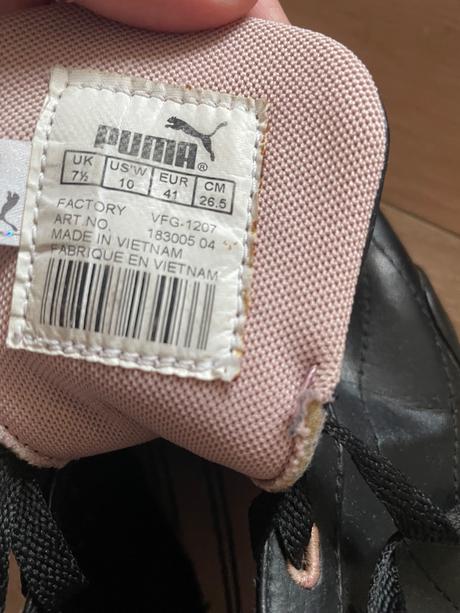 PUMA®
UK US'W EUR CM
7½ 10 41 26.5
FACTORY VFG-1207
ART NO. 183005 04
MADE IN VIETNAM
FABRIQUE EN VIETNAM